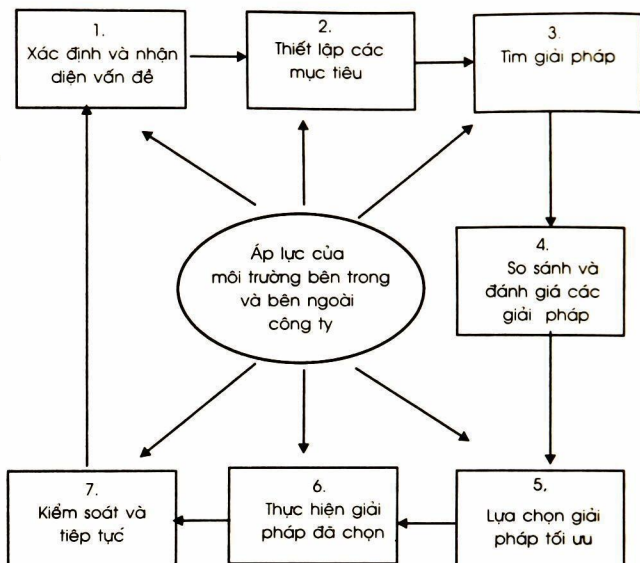 1.
Xác định và nhận
diện vấn đề
2.
Thiết lập các
mục tiêu
3.
Tìm giải pháp
4.
So sánh và
đánh giá các
giải pháp
Áp lực của
môi trường bên trong
và bên ngoài
công ty
5.
Lựa chọn giải
pháp tối ưu
6.
Thực hiện giải
pháp đã chọn
7.
Kiểm soát và
tiêp tục